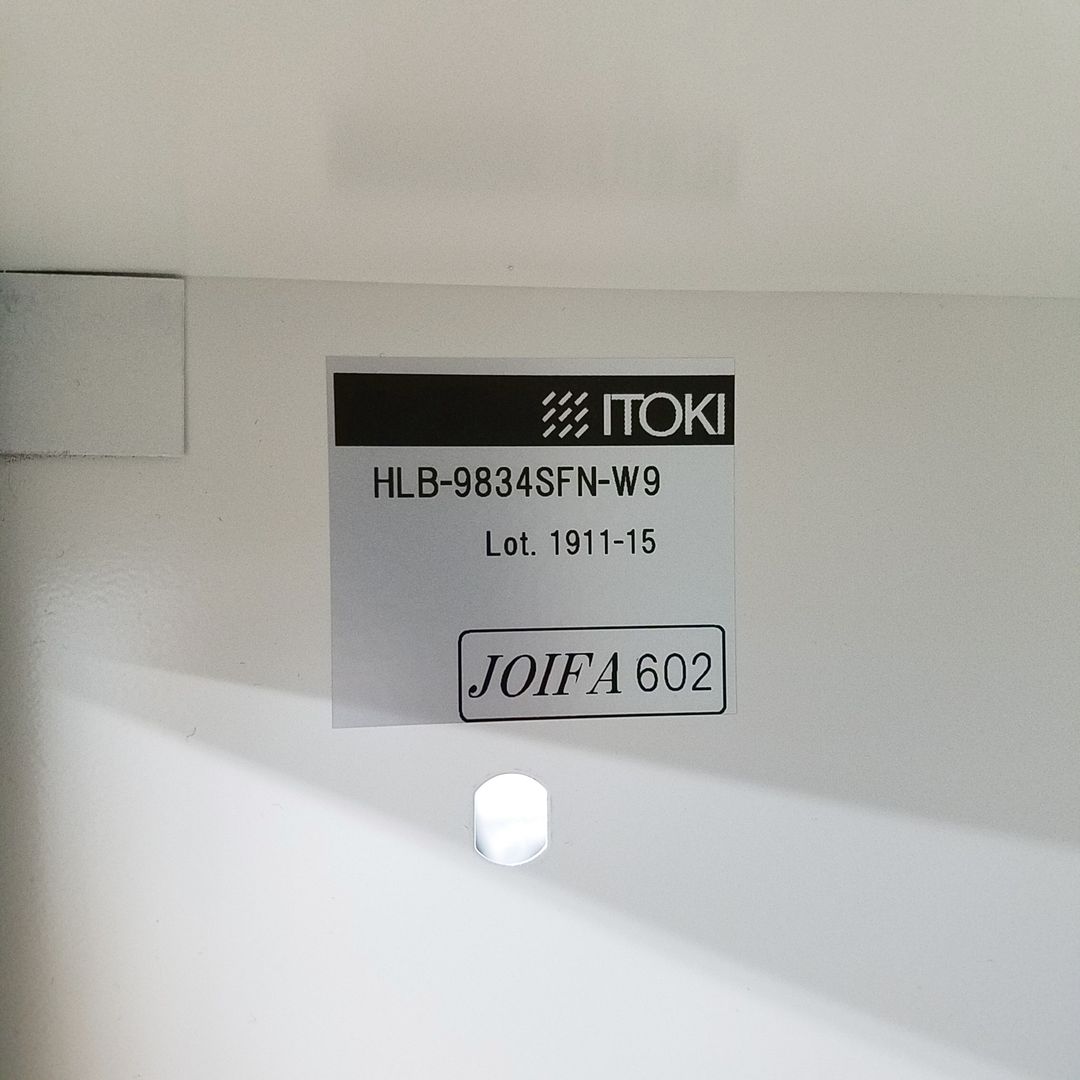 ITOKI
HLB-9834SFN-W9
Lot. 1911-15
JOIFA 602